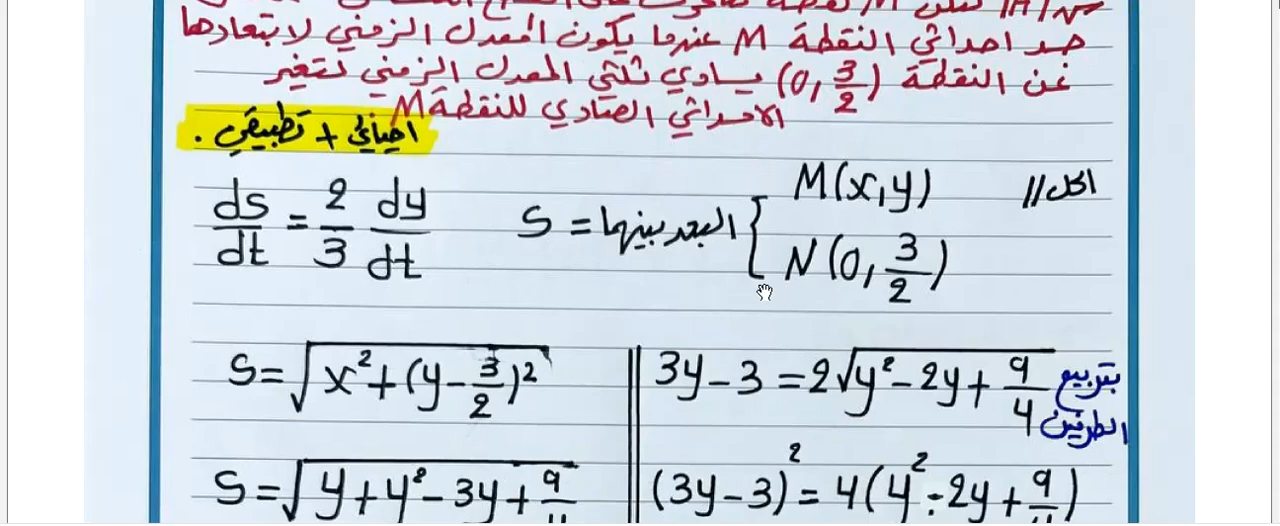 جد احداثي النقطة M عندما يكون المعدل الزمني لابتعادها
عن النقطة (0, 3/2) يساوي ثلثي المعدل الزمني لتغير
الاحداثي الصادي للنقطة M
احيائي + تطبيقي .
الحل // M(x,y)
N(0, 3/2) } البعد بينهما = S
ds/dt = 2/3 dy/dt
S = √(x² + (y - 3/2)²)
S = √(y + y² - 3y + 9/4)
3y - 3 = 2√(y² - 2y + 9/4) بتربيع الطرفين
(3y - 3)² = 4(y² - 2y + 9/4)